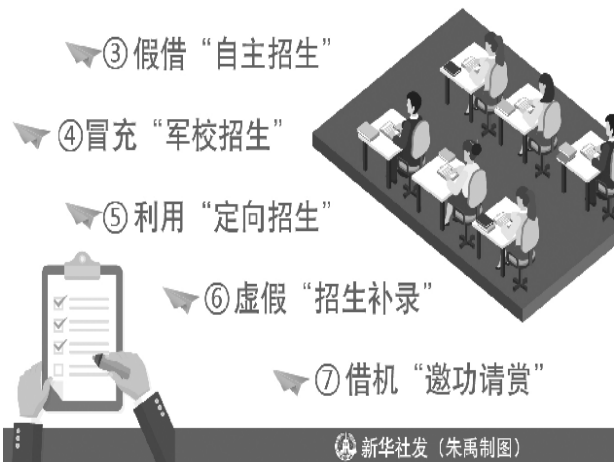 ③假借“自主招生”
④冒充“军校招生”
⑤利用“定向招生”
⑥虚假“招生补录”
⑦借机“邀功请赏”
新华社发（朱禹制图）